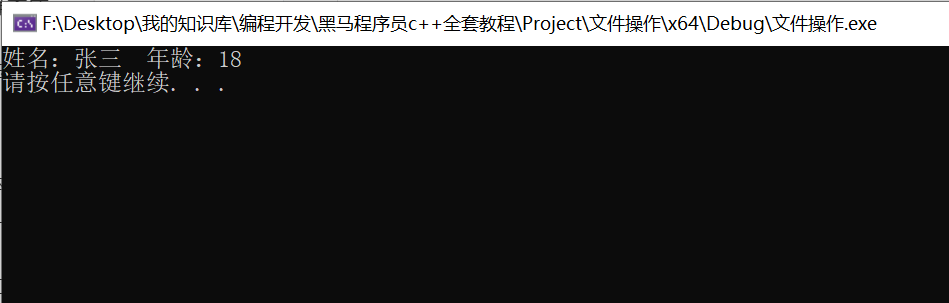 F:\Desktop\我的知识库\编程开发\黑马程序员c++全套教程\Project\文件操作\x64\Debug\文件操作.exe
姓名：张三  年龄：18
请按任意键继续. . .